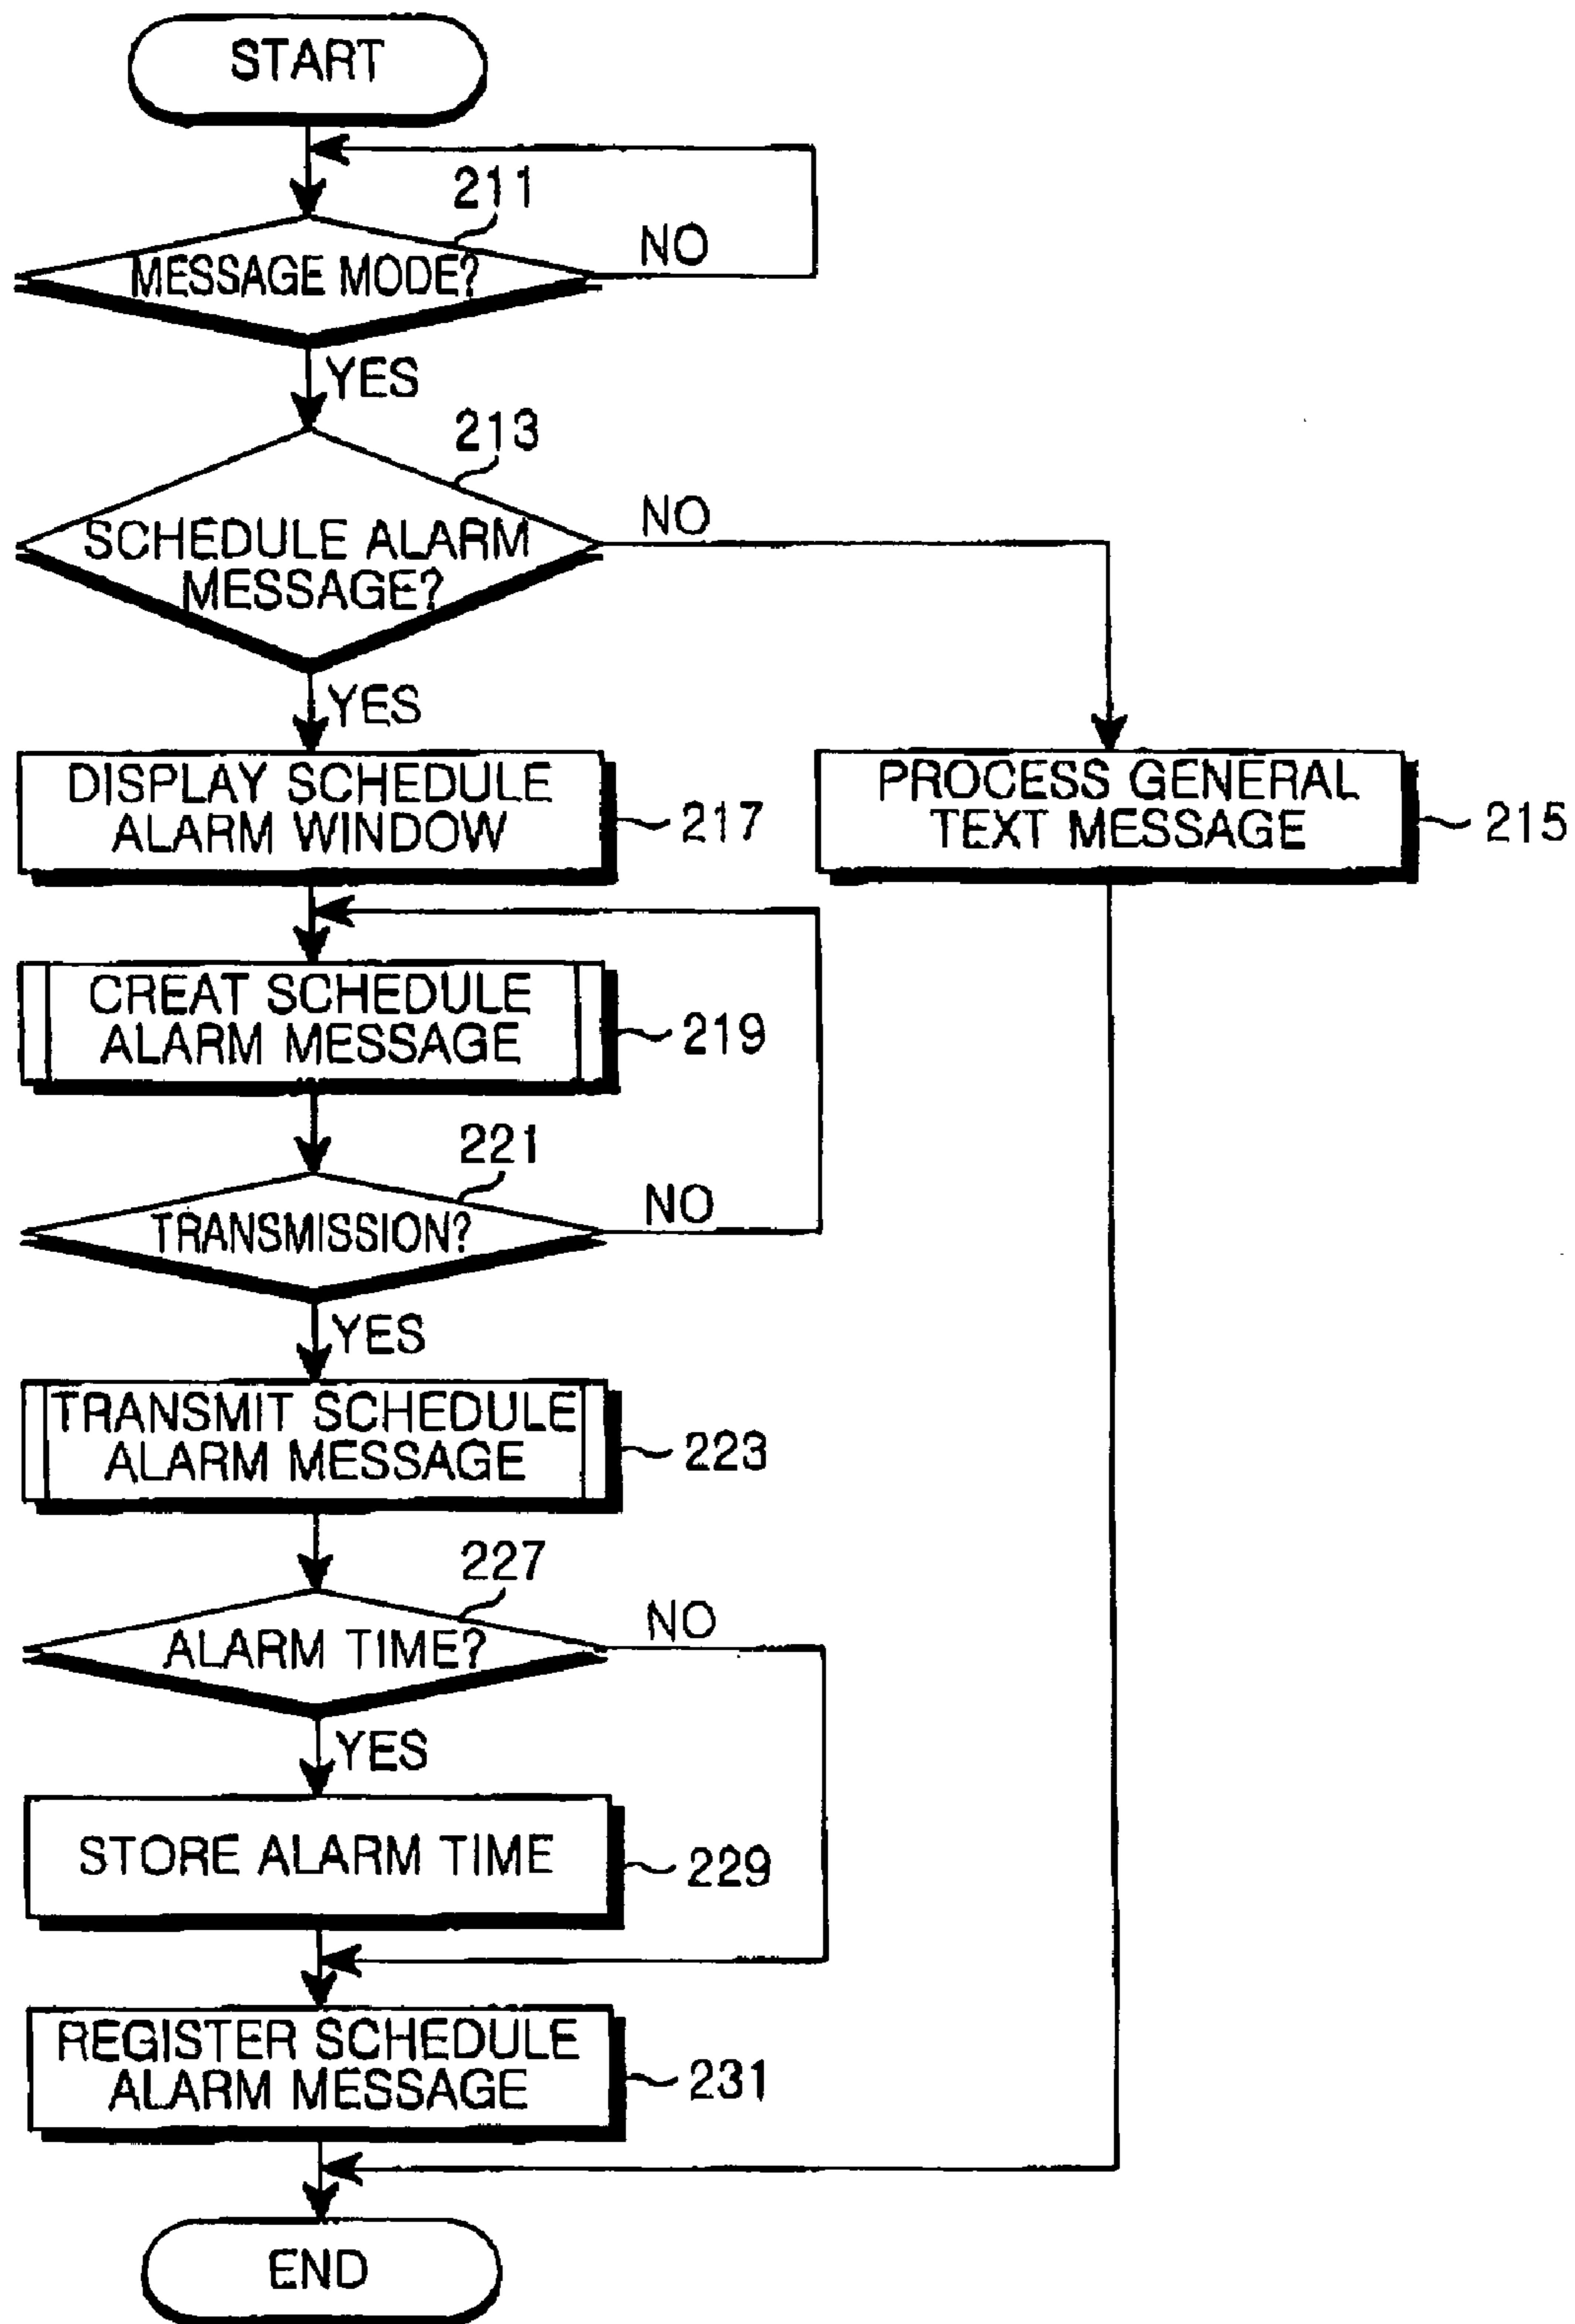 START
211
MESSAGE MODE?
NO
YES
213
SCHEDULE ALARM
MESSAGE?
NO
YES
DISPLAY SCHEDULE
ALARM WINDOW
217
PROCESS GENERAL
TEXT MESSAGE
215
CREAT SCHEDULE
ALARM MESSAGE
219
221
TRANSMISSION?
NO
YES
TRANSMIT SCHEDULE
ALARM MESSAGE
223
227
ALARM TIME?
NO
YES
STORE ALARM TIME
229
REGISTER SCHEDULE
ALARM MESSAGE
231
END